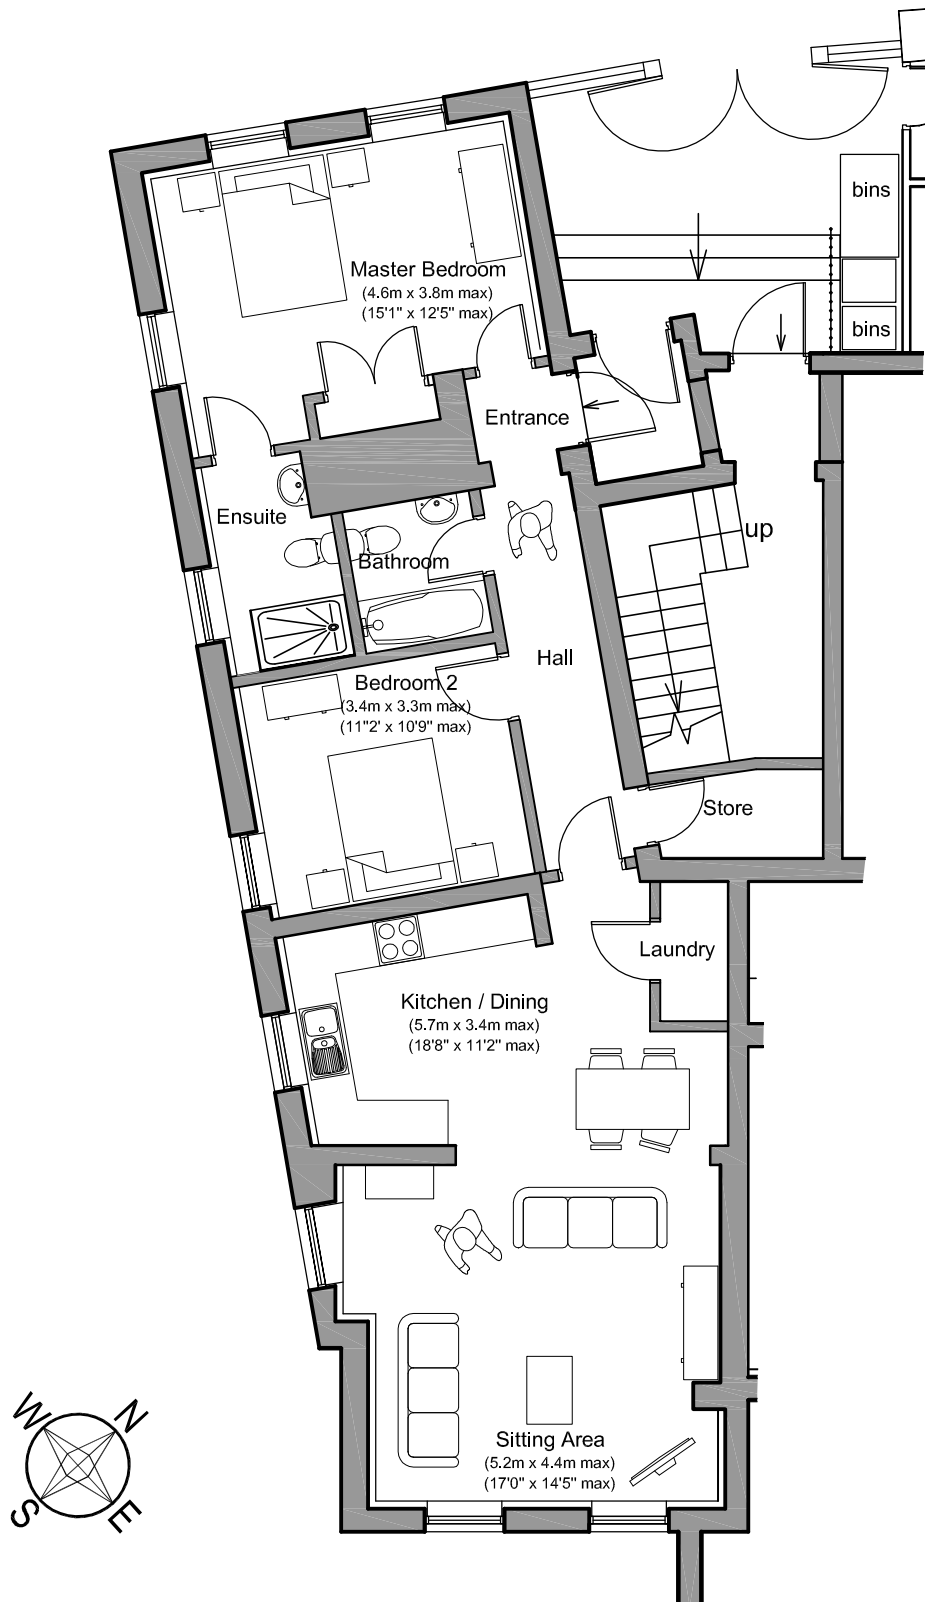 bins
bins
Master Bedroom
(4.6m x 3.8m max)
(15'1" x 12'5" max)
Entrance
Ensuite
Bathroom
up
Hall
Bedroom 2
(3.4m x 3.3m max)
(11"2' x 10'9" max)
Store
Laundry
Kitchen / Dining
(5.7m x 3.4m max)
(18'8" x 11'2" max)
Sitting Area
(5.2m x 4.4m max)
(17'0" x 14'5" max)
W
N
S
E